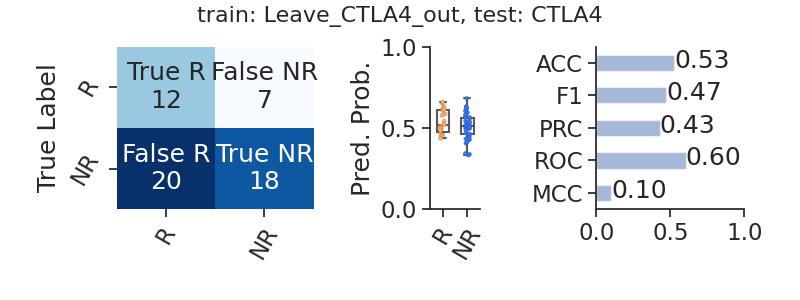 train: Leave_CTLA4_out, test: CTLA4
True Label
R
NR
True R
12
False NR
7
False R
20
True NR
18
R
NR
Pred. Prob.
1.0
0.5
0.0
R
NR
ACC
F1
PRC
ROC
MCC
0.53
0.47
0.43
0.60
0.10
0.0
0.5
1.0